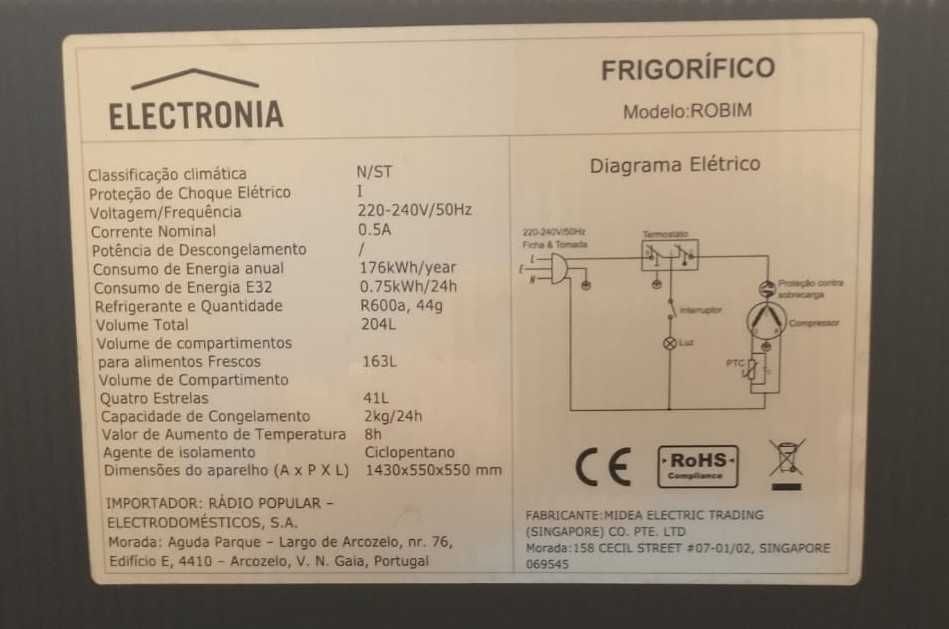 ELECTRONIA
FRIGORÍFICO
Modelo:ROBIM
Classificação climática N/ST
Proteção de Choque Elétrico I
Voltagem/Frequência 220-240V/50Hz
Corrente Nominal 0.5A
Potência de Descongelamento /
Consumo de Energia anual 176kWh/year
Consumo de Energia E32 0.75kWh/24h
Refrigerante e Quantidade R600a, 44g
Volume Total 204L
Volume de compartimentos
para alimentos Frescos 163L
Volume de Compartimento
Quatro Estrelas 41L
Capacidade de Congelamento 2kg/24h
Valor de Aumento de Temperatura 8h
Agente de isolamento Ciclopentano
Dimensões do aparelho (A x P X L) 1430x550x550 mm
IMPORTADOR: RÁDIO POPULAR –
ELECTRODOMÉSTICOS, S.A.
Morada: Aguda Parque – Largo de Arcozelo, nr. 76,
Edifício E, 4410 – Arcozelo, V. N. Gaia, Portugal
Diagrama Elétrico
220-240V/50Hz
Ficha & Tomada
Termostato
L
E
N
Proteção contra
sobrecarga
Interruptor
Compressor
Luz
PTC
CE
RoHS
Compliance
FABRICANTE:MIDEA ELECTRIC TRADING
(SINGAPORE) CO. PTE. LTD
Morada:158 CECIL STREET #07-01/02, SINGAPORE
069545